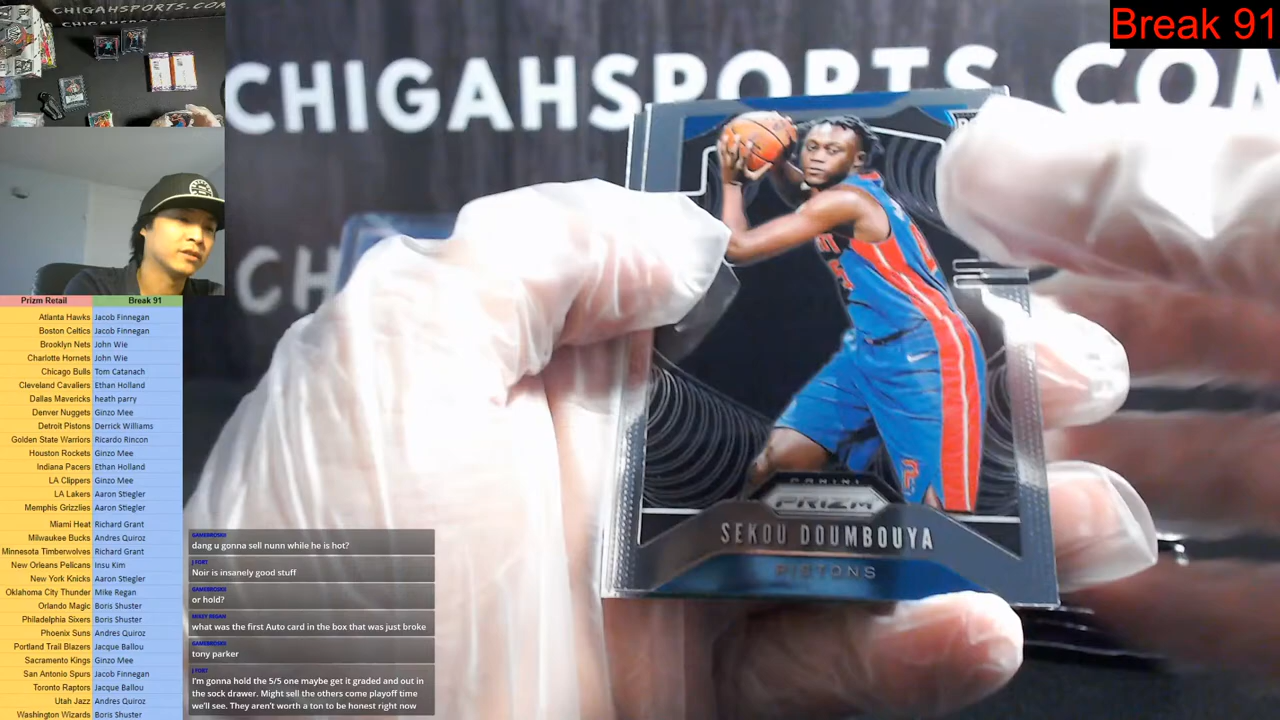 Break 91
CHIGAHSPORTS.COM
CHIGAHSPORTS.COM
CH
PANINI
PRIZM
SEKOU DOUMBOUYA
PISTONS
Prizm Retail Break 91
Atlanta Hawks Jacob Finnegan
Boston Celtics Jacob Finnegan
Brooklyn Nets John Wie
Charlotte Hornets John Wie
Chicago Bulls Tom Catanach
Cleveland Cavaliers Ethan Holland
Dallas Mavericks heath parry
Denver Nuggets Ginzo Mee
Detroit Pistons Derrick Williams
Golden State Warriors Ricardo Rincon
Houston Rockets Ginzo Mee
Indiana Pacers Ethan Holland
LA Clippers Ginzo Mee
LA Lakers Aaron Stiegler
Memphis Grizzlies Aaron Stiegler
Miami Heat Richard Grant
Milwaukee Bucks Andres Quiroz
Minnesota Timberwolves Richard Grant
New Orleans Pelicans Insu Kim
New York Knicks Aaron Stiegler
Oklahoma City Thunder Mike Regan
Orlando Magic Boris Shuster
Philadelphia Sixers Boris Shuster
Phoenix Suns Andres Quiroz
Portland Trail Blazers Jacque Ballou
Sacramento Kings Ginzo Mee
San Antonio Spurs Jacob Finnegan
Toronto Raptors Jacque Ballou
Utah Jazz Andres Quiroz
Washington Wizards Boris Shuster
dang u gonna sell nunn while he is hot?
J FORT
Noir is insanely good stuff
or hold?
what was the first Auto card in the box that was just broke
tony parker
J FORT
I'm gonna hold the 5/5 one maybe get it graded and out in
the sock drawer. Might sell the others come playoff time
we'll see. They aren't worth a ton to be honest right now